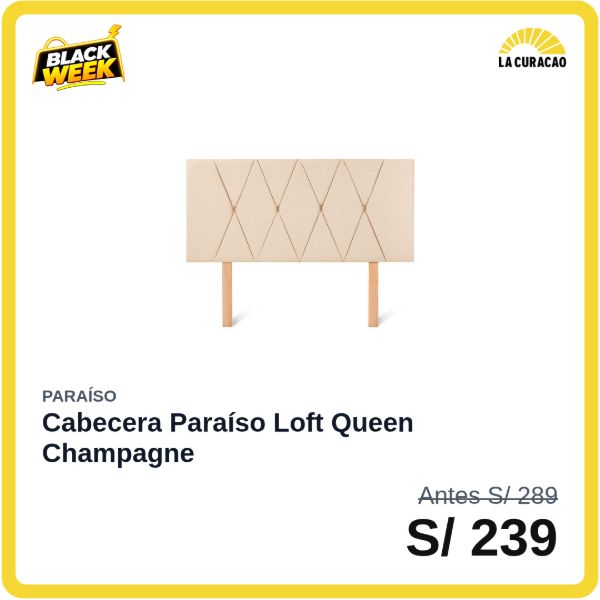 BLACK
WEEK
LA CURACAO
PARAÍSO
Cabecera Paraíso Loft Queen
Champagne
Antes S/ 289
S/ 239